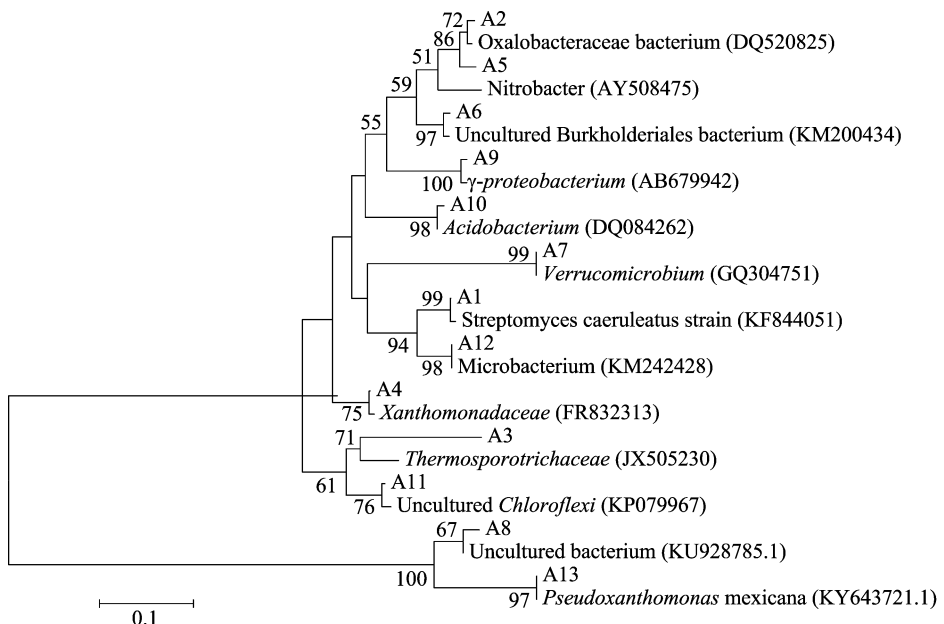 72 A2
86 Oxalobacteraceae bacterium (DQ520825)
51 A5
Nitrobacter (AY508475)
59
A6
97 Uncultured Burkholderiales bacterium (KM200434)
55
A9
100 γ-proteobacterium (AB679942)
A10
98 Acidobacterium (DQ084262)
99 A7
Verrucomicrobium (GQ304751)
99 A1
Streptomyces caeruleatus strain (KF844051)
94 A12
98 Microbacterium (KM242428)
A4
75 Xanthomonadaceae (FR832313)
71 A3
Thermosporotrichaceae (JX505230)
61 A11
76 Uncultured Chloroflexi (KP079967)
67 A8
Uncultured bacterium (KU928785.1)
100 A13
97 Pseudoxanthomonas mexicana (KY643721.1)
0.1